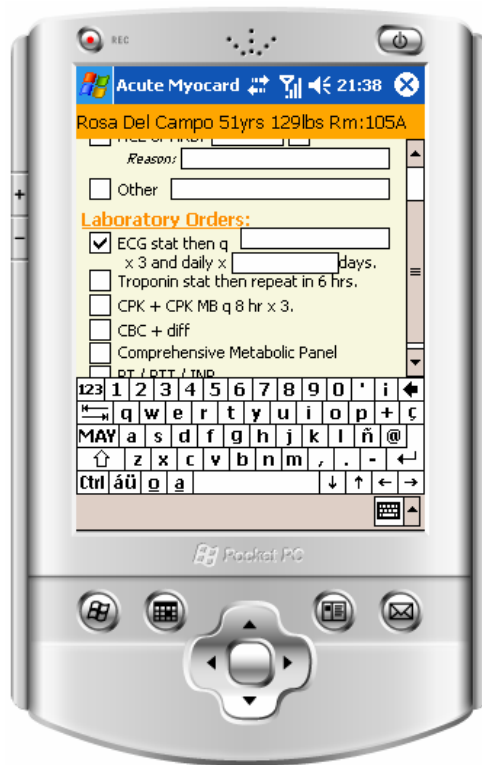 REC
Acute Myocard 21:38
Rosa Del Campo 51yrs 129lbs Rm:105A
Reason:
Other
Laboratory Orders:
ECG stat then q
x 3 and daily x days.
Troponin stat then repeat in 6 hrs.
CPK + CPK MB q 8 hr x 3.
CBC + diff
Comprehensive Metabolic Panel
PT / PTT / INR
123 1 2 3 4 5 6 7 8 9 0 ' i
q w e r t y u i o p + ç
MAY a s d f g h j k l ñ @
z x c v b n m , . -
Ctrl áü o a
Pocket PC